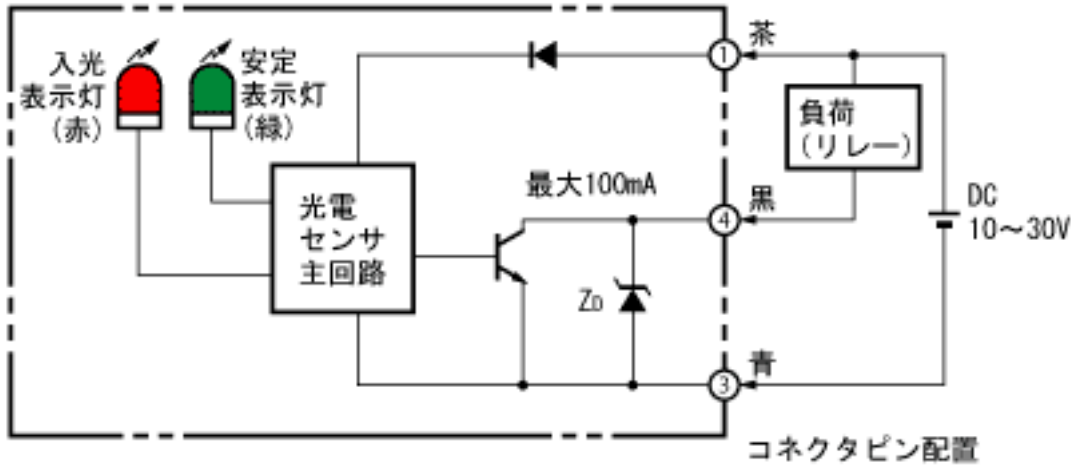 入光
表示灯
(赤)
安定
表示灯
(緑)
光電
センサ
主回路
最大100mA
ZD
①
茶
④
黒
③
青
負荷
(リレー)
DC
10～30V
コネクタピン配置